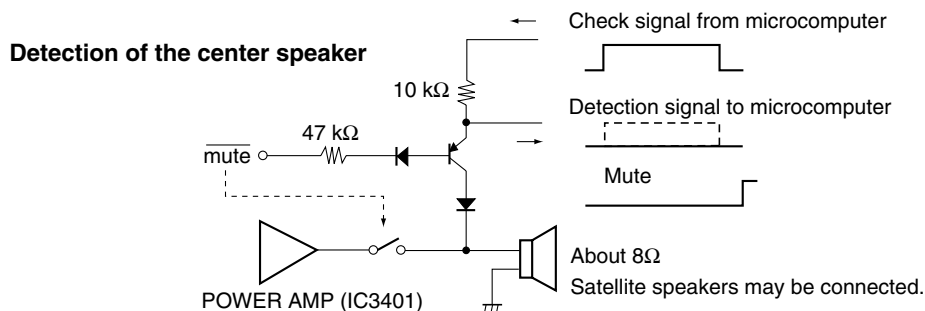 Check signal from microcomputer
Detection of the center speaker
10 kΩ
Detection signal to microcomputer
47 kΩ
mute
Mute
About 8Ω
Satellite speakers may be connected.
POWER AMP (IC3401)